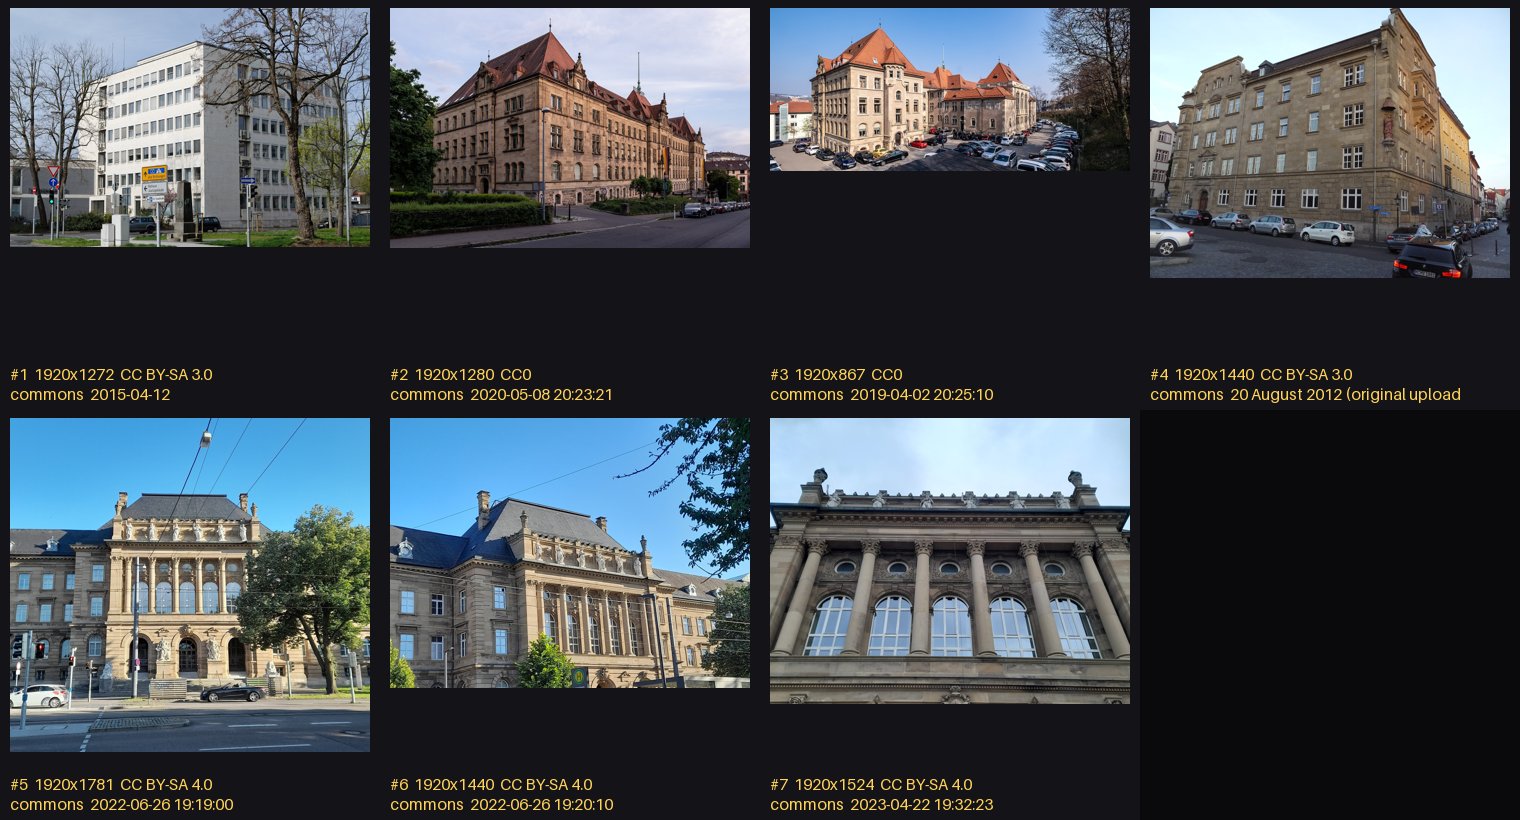 #1 1920x1272 CC BY-SA 3.0
commons 2015-04-12
#2 1920x1280 CC0
commons 2020-05-08 20:23:21
#3 1920x867 CC0
commons 2019-04-02 20:25:10
#4 1920x1440 CC BY-SA 3.0
commons 20 August 2012 (original upload
#5 1920x1781 CC BY-SA 4.0
commons 2022-06-26 19:19:00
#6 1920x1440 CC BY-SA 4.0
commons 2022-06-26 19:20:10
#7 1920x1524 CC BY-SA 4.0
commons 2023-04-22 19:32:23